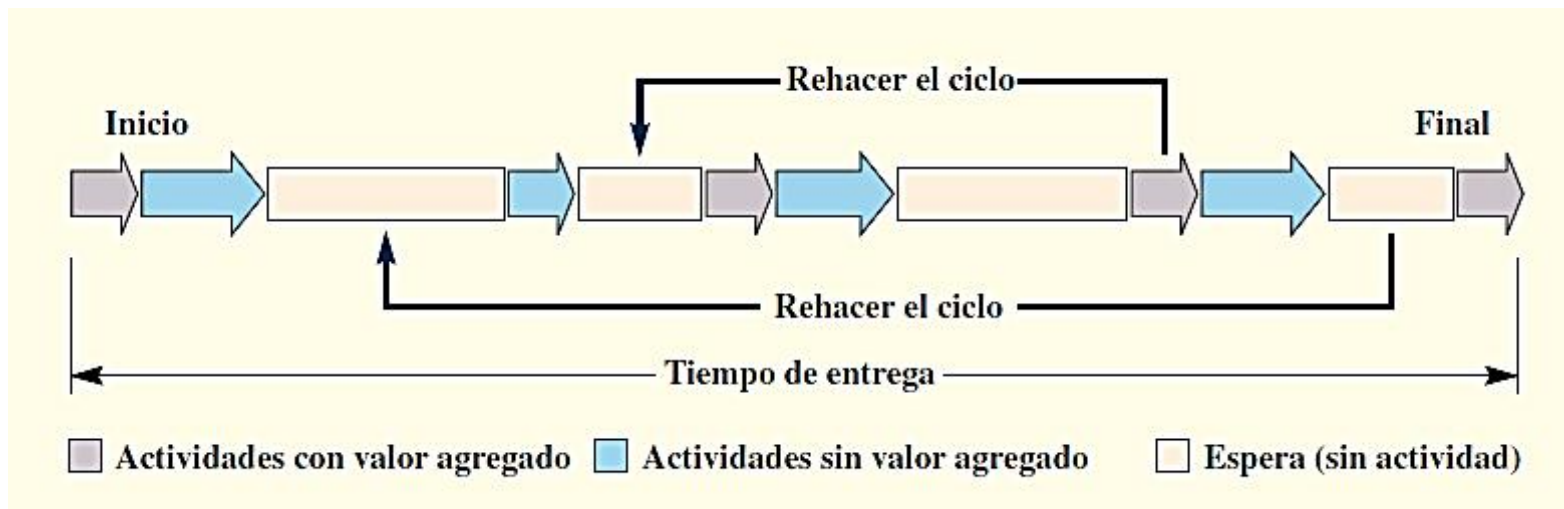 Rehacer el ciclo
Inicio
Final
Rehacer el ciclo
Tiempo de entrega
Actividades con valor agregado
Actividades sin valor agregado
Espera (sin actividad)